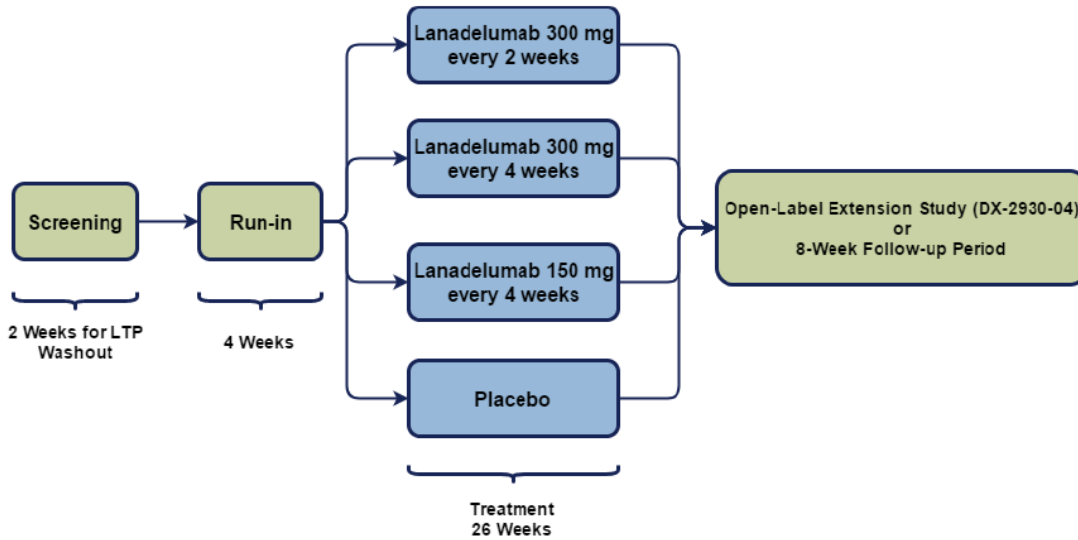 Screening
2 Weeks for LTP
Washout
Run-in
4 Weeks
Lanadelumab 300 mg
every 2 weeks
Lanadelumab 300 mg
every 4 weeks
Lanadelumab 150 mg
every 4 weeks
Placebo
Treatment
26 Weeks
Open-Label Extension Study (DX-2930-04)
or
8-Week Follow-up Period